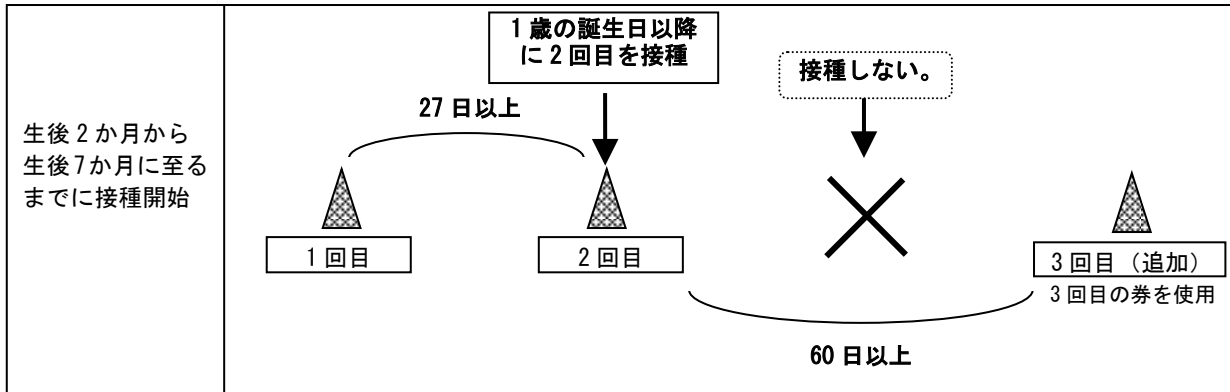 1歳の誕生日以降
に2回目を接種
接種しない。
27日以上
生後2か月から
生後7か月に至る
までに接種開始
1回目
2回目
3回目（追加）
3回目の券を使用
60日以上